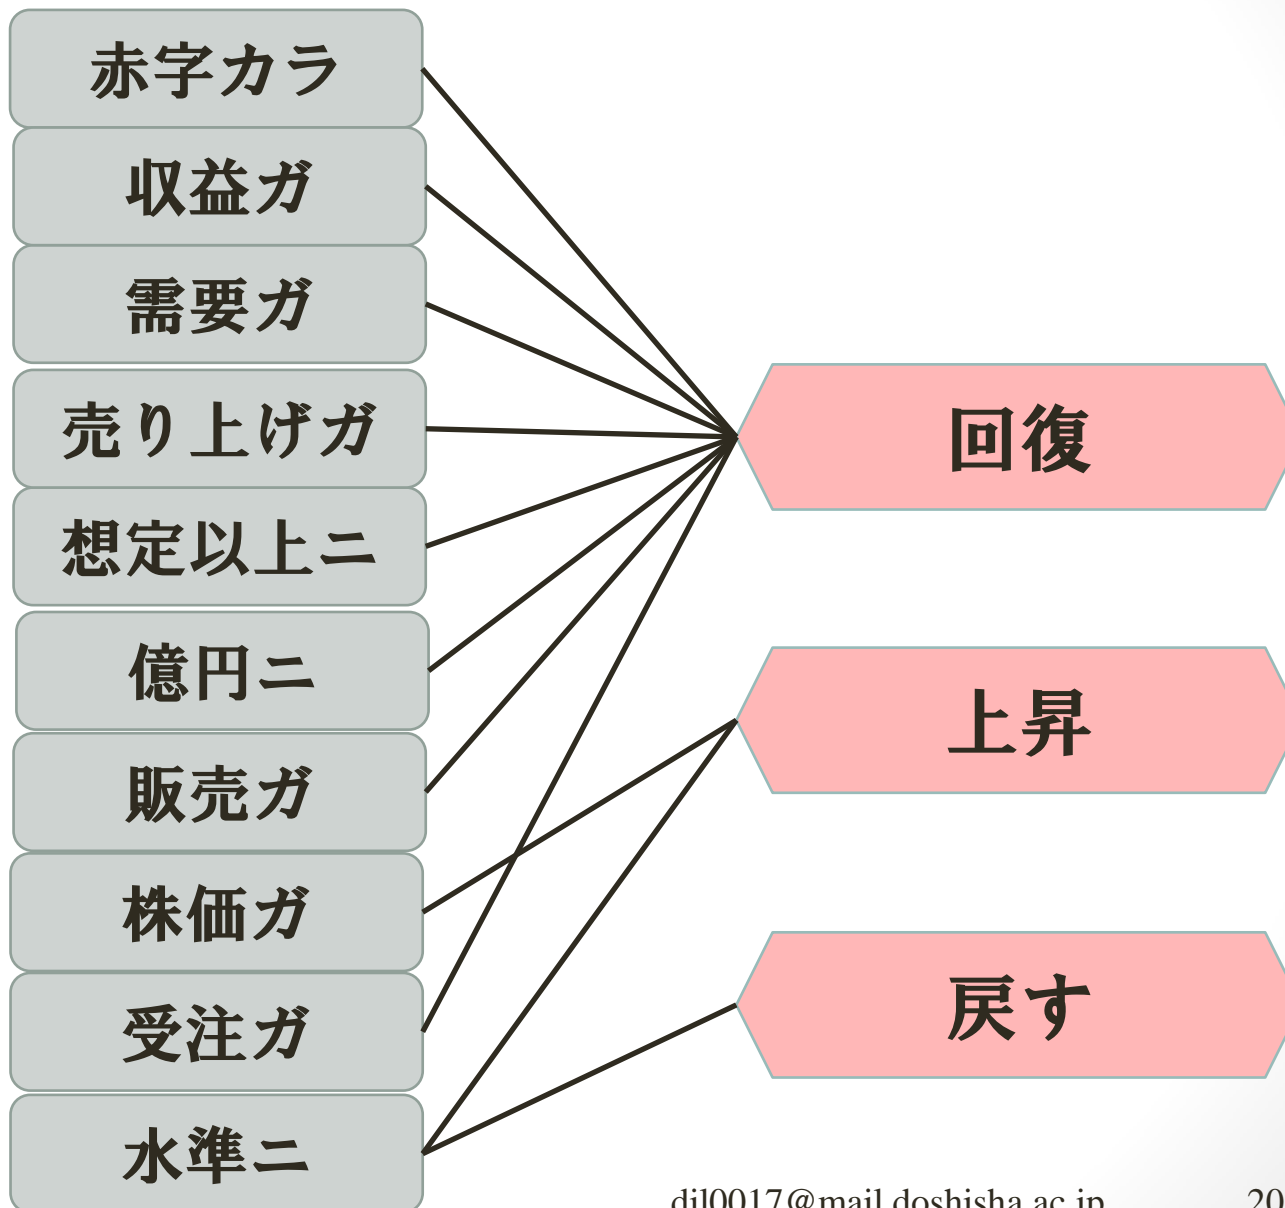 赤字カラ
収益ガ
需要ガ
売り上げガ
想定以上ニ
億円ニ
販売ガ
株価ガ
受注ガ
水準ニ
回復
上昇
戻す